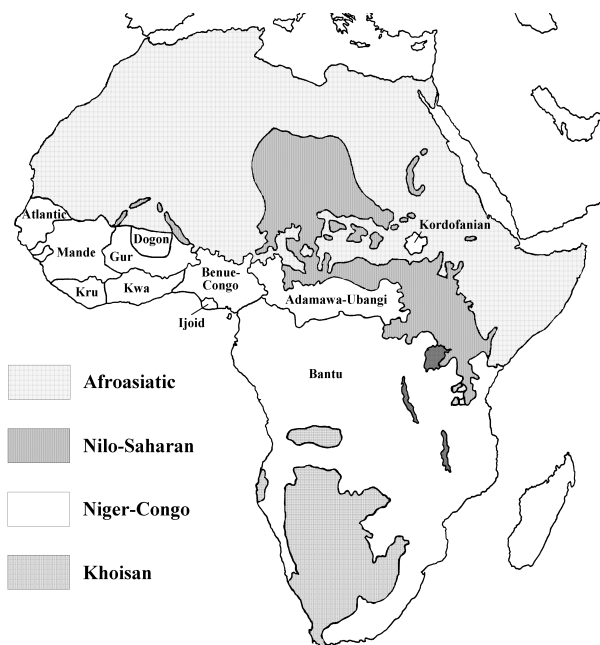 Atlantic
Kordofanian
Dogon
Mande
Gur
Benue-
Congo
Kru
Kwa
Adamawa-Ubangi
Ijoid
Bantu
Afroasiatic
Nilo-Saharan
Niger-Congo
Khoisan